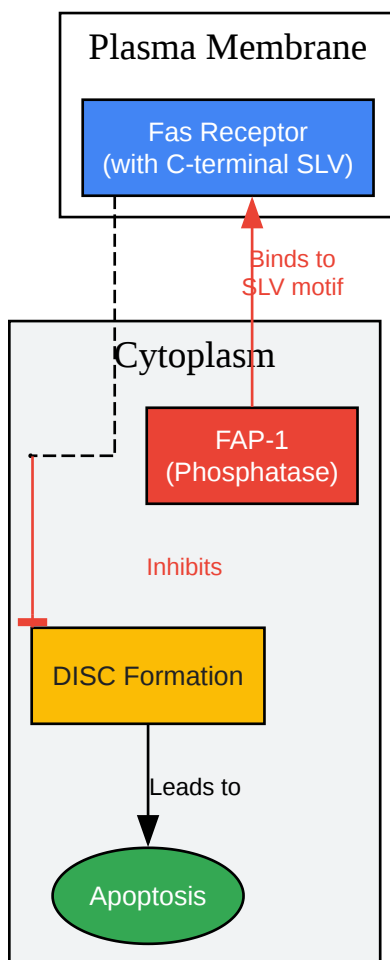 Plasma Membrane
Fas Receptor
(with C-terminal SLV)
Binds to
SLV motif
Cytoplasm
FAP-1
(Phosphatase)
Inhibits
DISC Formation
Leads to
Apoptosis